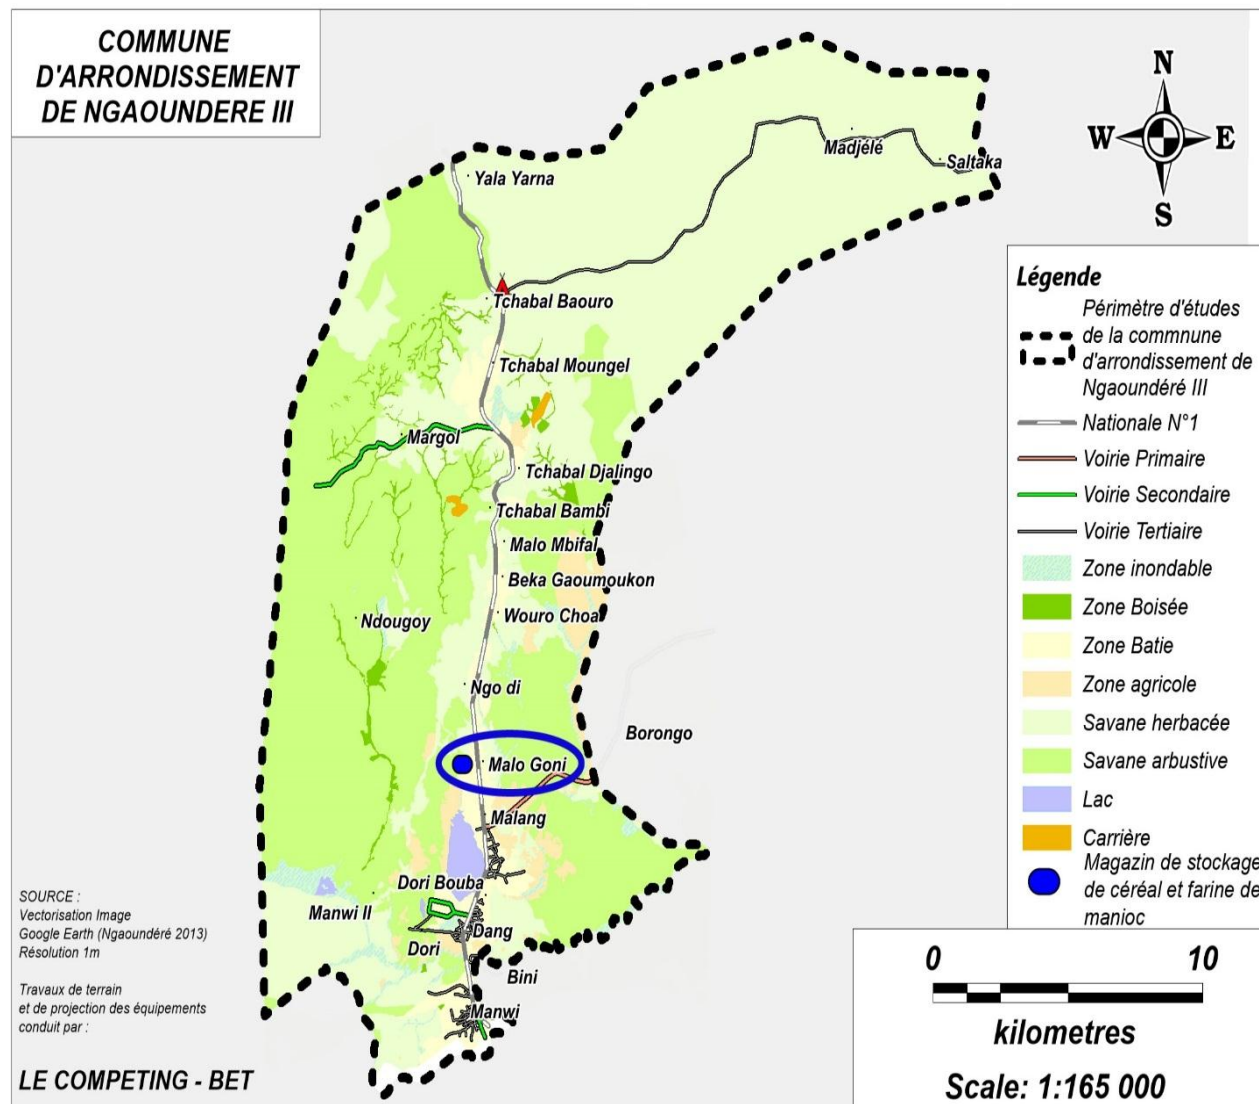 COMMUNE
D'ARRONDISSEMENT
DE NGAOUNDERE III
N
W
E
S
Yala Yarna
Madjélé
Saltaka
Tchabal Baouro
Tchabal Moungel
Margol
Tchabal Djalingo
Tchabal Bambi
Malo Mbifal
Beka Gaoumoukon
Ndougoy
Wouro Choa
Ngo di
Borongo
Malo Goni
Malang
Dori Bouba
Manwi II
Dang
Dori
Bini
Manwi
Légende
Périmètre d'études
de la commnune
d'arrondissement de
Ngaoundéré III
Nationale N°1
Voirie Primaire
Voirie Secondaire
Voirie Tertiaire
Zone inondable
Zone Boisée
Zone Batie
Zone agricole
Savane herbacée
Savane arbustive
Lac
Carrière
Magazin de stockage
de céréal et farine de
manioc
SOURCE :
Vectorisation Image
Google Earth (Ngaoundéré 2013)
Résolution 1m
Travaux de terrain
et de projection des équipements
conduit par :
LE COMPETING - BET
0 10
kilometres
Scale: 1:165 000